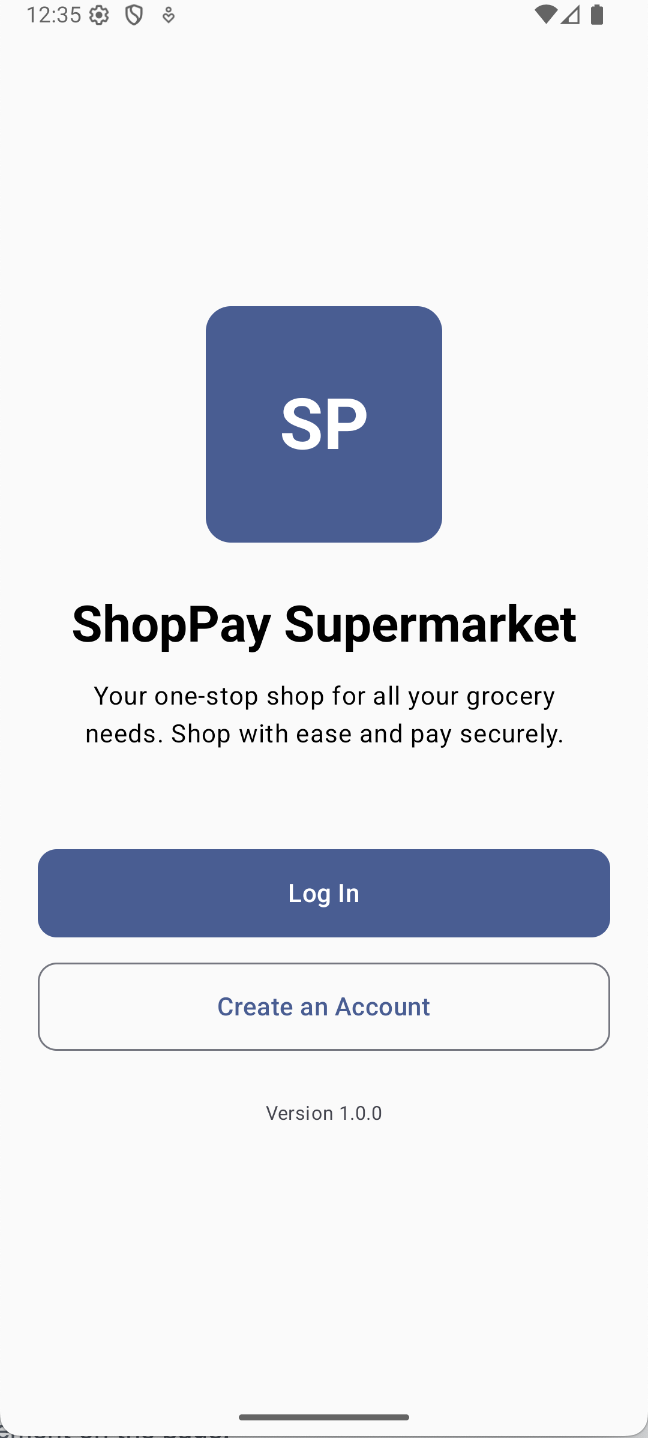 12:35
SP
ShopPay Supermarket
Your one-stop shop for all your grocery
needs. Shop with ease and pay securely.
Log In
Create an Account
Version 1.0.0